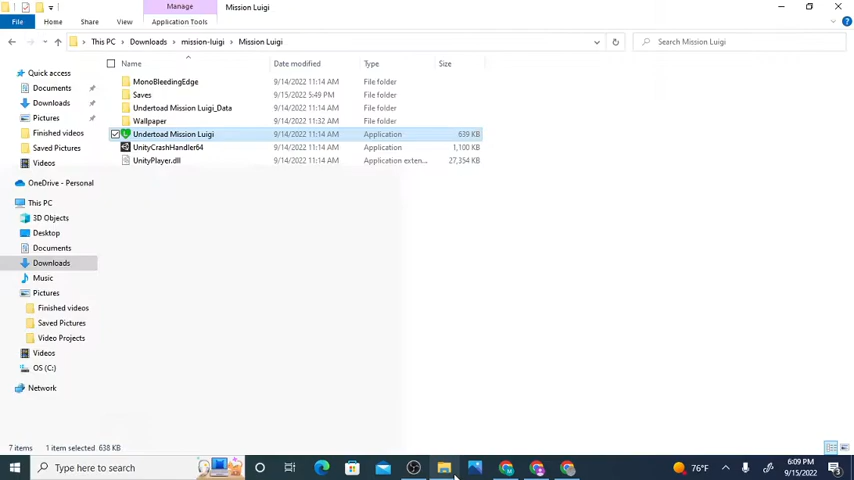 Manage Mission Luigi
File Home Share View Application Tools
This PC Downloads mission-luigi Mission Luigi Search Mission Luigi
Name Date modified Type Size
Quick access
Documents
Downloads
Pictures
Finished videos
Saved Pictures
Videos
OneDrive - Personal
This PC
3D Objects
Desktop
Documents
Downloads
Music
Pictures
Finished videos
Saved Pictures
Video Projects
Videos
OS (C:)
Network
MonoBleedingEdge 9/14/2022 11:14 AM File folder
Saves 9/15/2022 5:49 PM File folder
Undertoad Mission Luigi_Data 9/14/2022 11:14 AM File folder
Wallpaper 9/14/2022 11:32 AM File folder
Undertoad Mission Luigi 9/14/2022 11:14 AM Application 639 KB
UnityCrashHandler64 9/14/2022 11:14 AM Application 1,100 KB
UnityPlayer.dll 9/14/2022 11:14 AM Application exten... 27,354 KB
7 items 1 item selected 638 KB
Type here to search 76°F 6:09 PM
9/15/2022 3